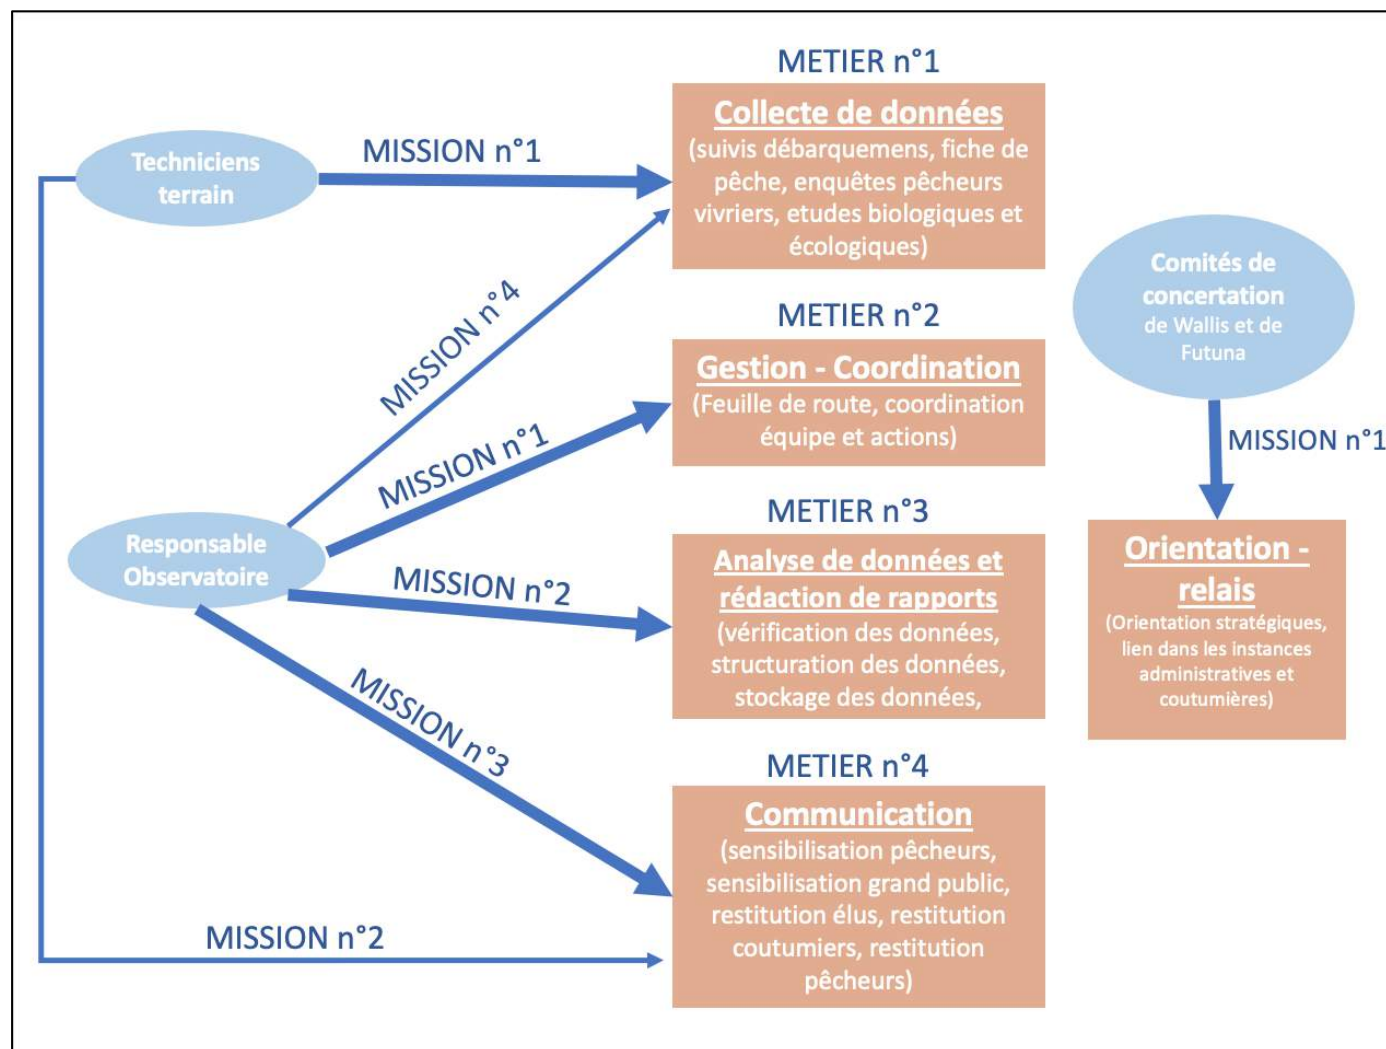 METIER n°1
Collecte de données
(suivis débarquemens, fiche de
pêche, enquêtes pêcheurs
vivriers, etudes biologiques et
écologiques)
Techniciens
terrain
MISSION n°1
MISSION n°4
METIER n°2
Gestion - Coordination
(Feuille de route, coordination
équipe et actions)
MISSION n°1
Responsable
Observatoire
MISSION n°2
METIER n°3
Analyse de données et
rédaction de rapports
(vérification des données,
structuration des données,
stockage des données,
MISSION n°3
METIER n°4
Communication
(sensibilisation pêcheurs,
sensibilisation grand public,
restitution élus, restitution
coutumiers, restitution
pêcheurs)
MISSION n°2
Comités de
concertation
de Wallis et de
Futuna
MISSION n°1
Orientation -
relais
(Orientation stratégiques,
lien dans les instances
administratives et
coutumières)